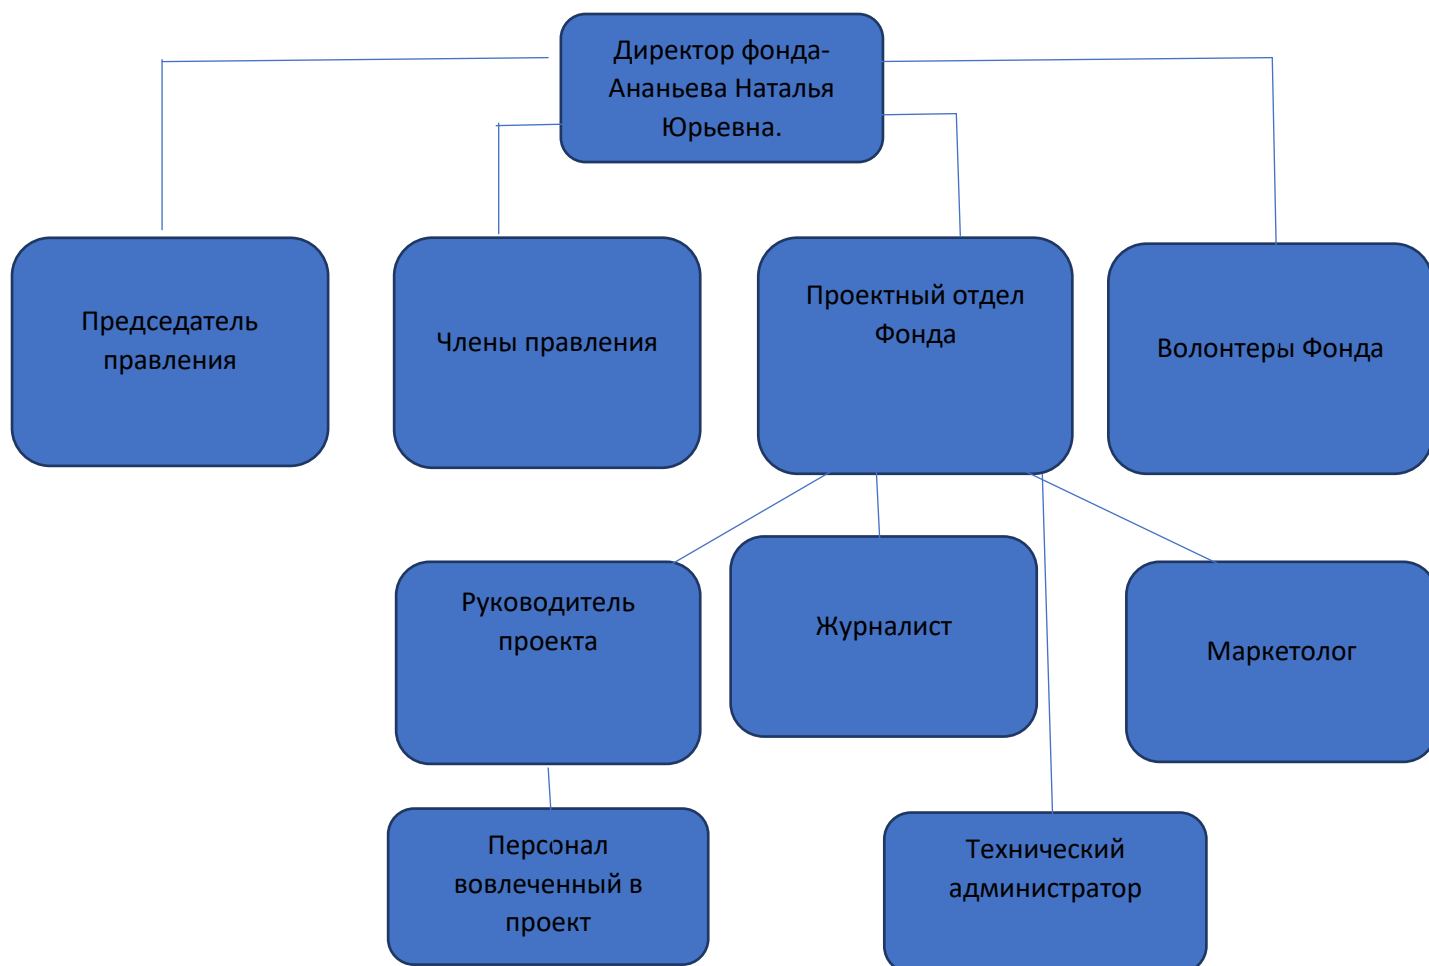 Директор фонда-
Ананьева Наталья
Юрьевна.
Председатель
правления
Члены правления
Проектный отдел
Фонда
Волонтеры Фонда
Руководитель
проекта
Журналист
Маркетолог
Персонал
вовлеченный в
проект
Технический
администратор